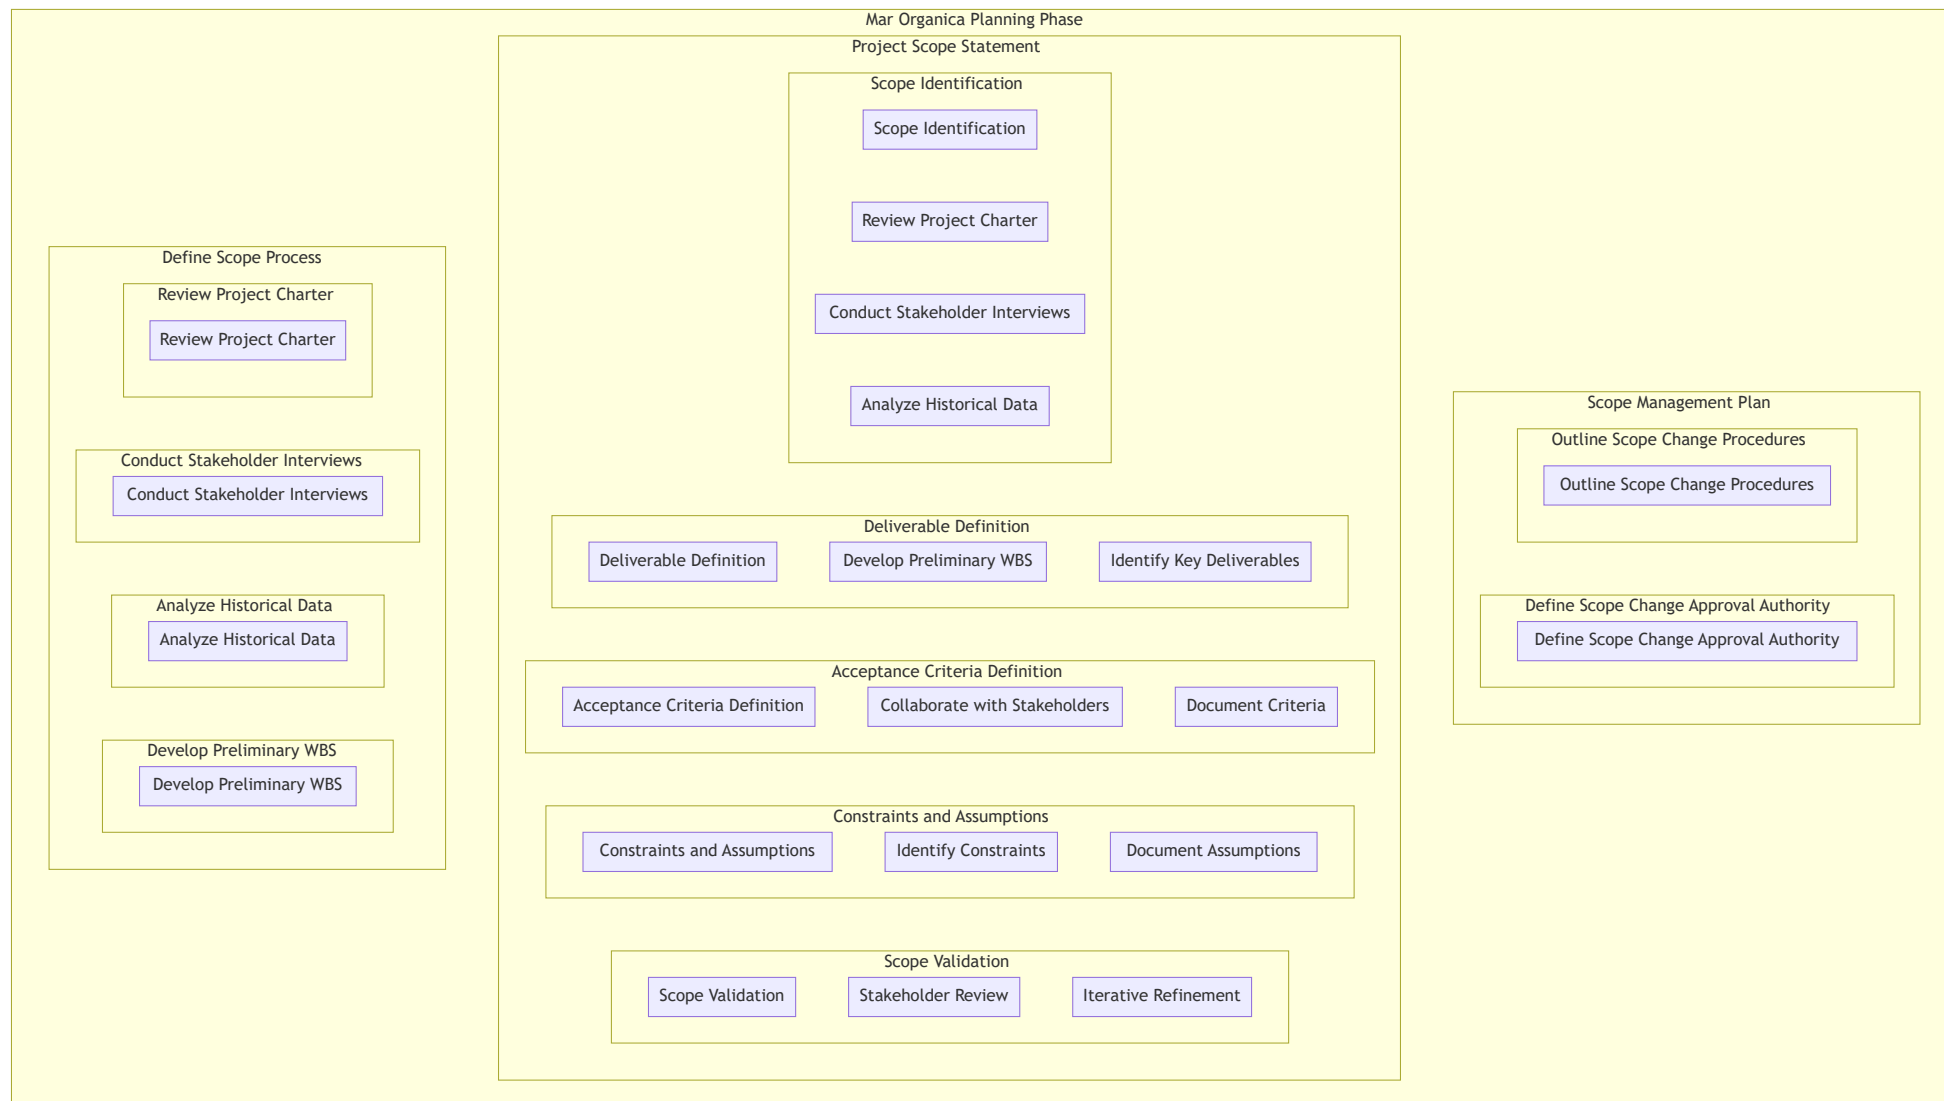 Mar Organica Planning Phase
Define Scope Process
Review Project Charter
Review Project Charter
Conduct Stakeholder Interviews
Conduct Stakeholder Interviews
Analyze Historical Data
Analyze Historical Data
Develop Preliminary WBS
Develop Preliminary WBS
Project Scope Statement
Scope Identification
Scope Identification
Review Project Charter
Conduct Stakeholder Interviews
Analyze Historical Data
Deliverable Definition
Deliverable Definition
Develop Preliminary WBS
Identify Key Deliverables
Acceptance Criteria Definition
Acceptance Criteria Definition
Collaborate with Stakeholders
Document Criteria
Constraints and Assumptions
Constraints and Assumptions
Identify Constraints
Document Assumptions
Scope Validation
Scope Validation
Stakeholder Review
Iterative Refinement
Scope Management Plan
Outline Scope Change Procedures
Outline Scope Change Procedures
Define Scope Change Approval Authority
Define Scope Change Approval Authority